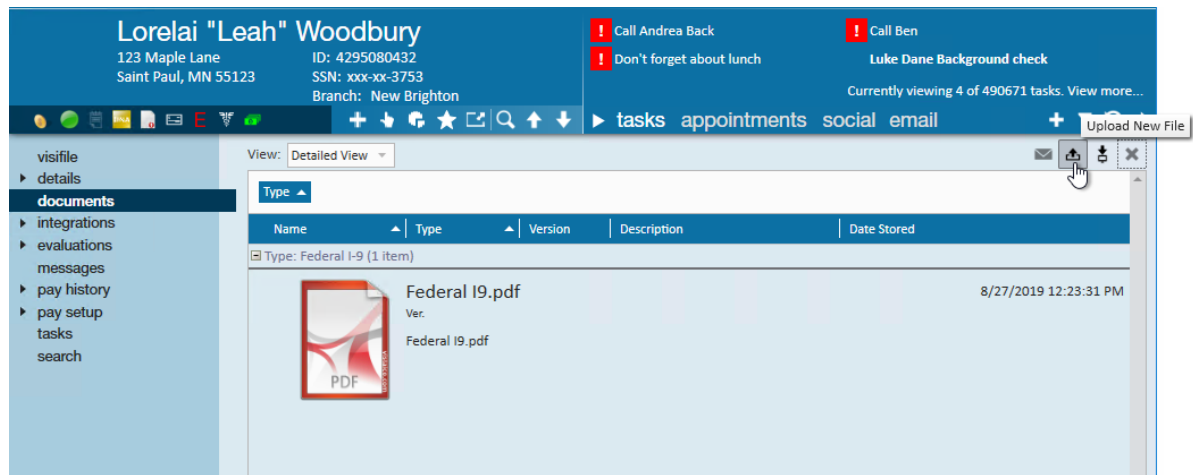 Lorelai "Leah" Woodbury
123 Maple Lane
Saint Paul, MN 55123
ID: 4295080432
SSN: xxx-xx-3753
Branch: New Brighton
! Call Andrea Back
! Call Ben
! Don't forget about lunch
Luke Dane Background check
Currently viewing 4 of 490671 tasks. View more...
E
tasks appointments social email
Upload New File
visifile
details
documents
integrations
evaluations
messages
pay history
pay setup
tasks
search
View: Detailed View
Type
Name Type Version Description Date Stored
Type: Federal I-9 (1 item)
PDF
Federal I9.pdf
Ver.
Federal I9.pdf
8/27/2019 12:23:31 PM